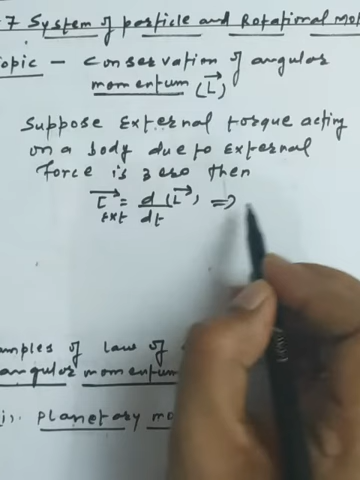 7 System of particle and Rotational Mot
opic - Conservation of angular
momentum (L⃗)
Suppose External torque acting
on a body due to External
Force is zero then
τ⃗ext = d/dt (L⃗) ⇒
mples of law of
angular momentum
i). Planetary mo